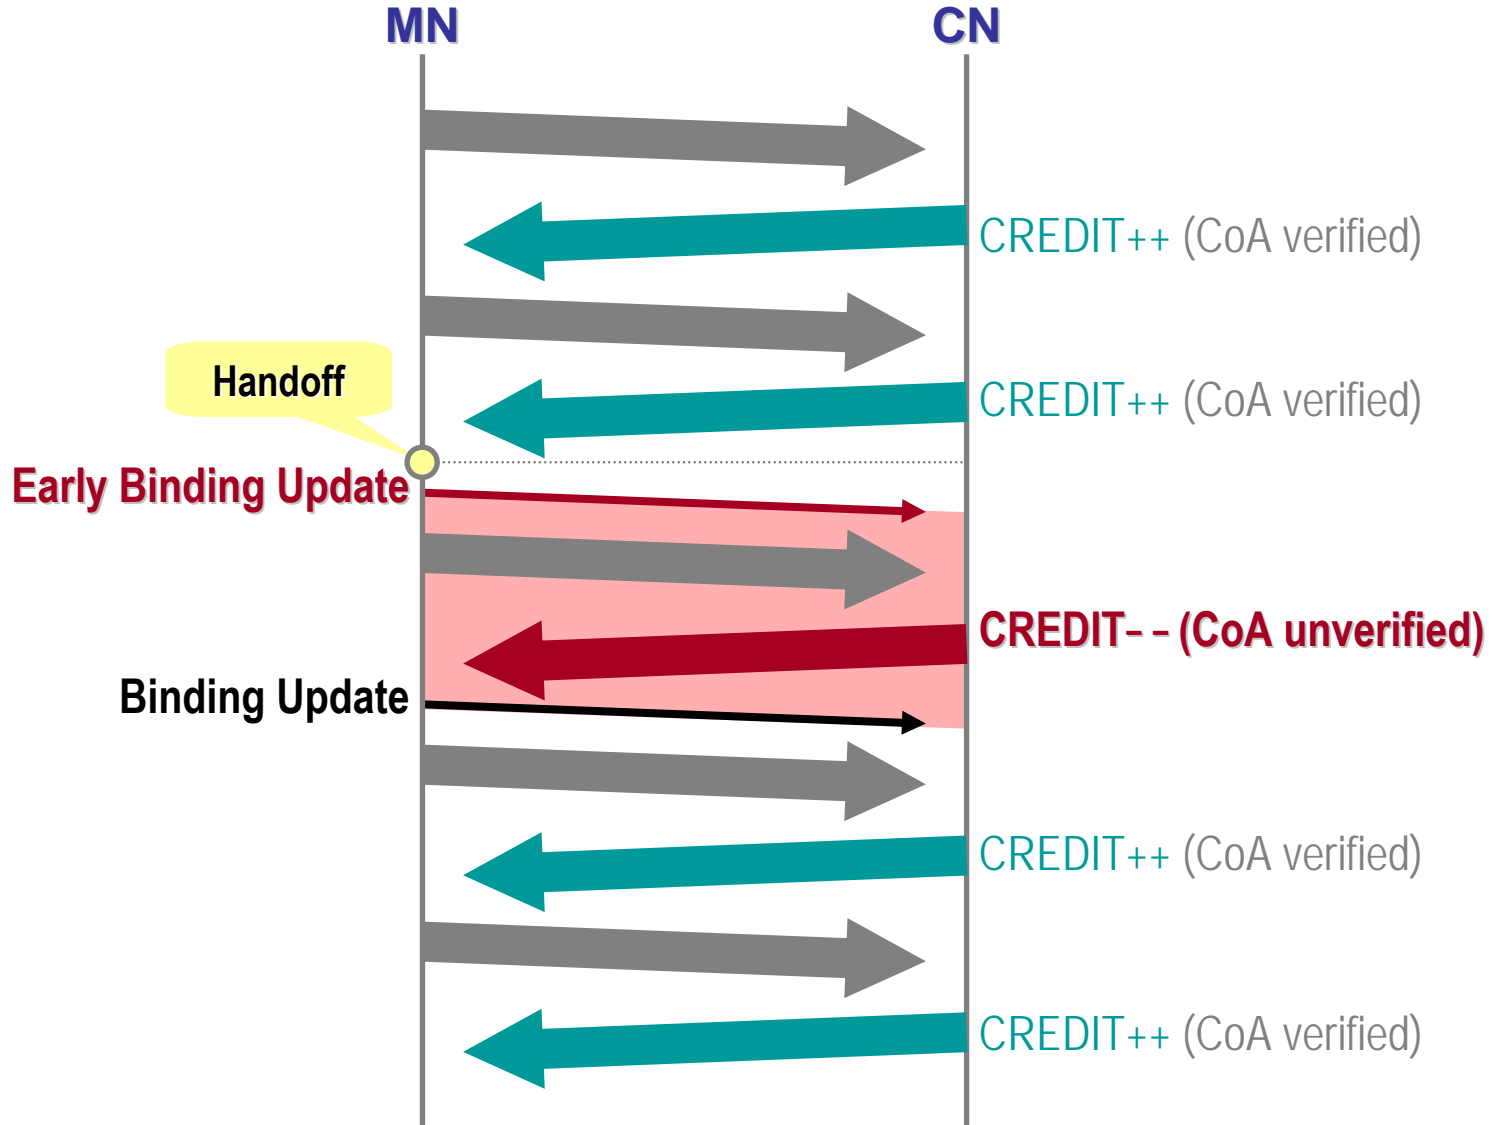 MN CN
CREDIT++ (CoA verified)
Handoff
CREDIT++ (CoA verified)
Early Binding Update
CREDIT– – (CoA unverified)
Binding Update
CREDIT++ (CoA verified)
CREDIT++ (CoA verified)